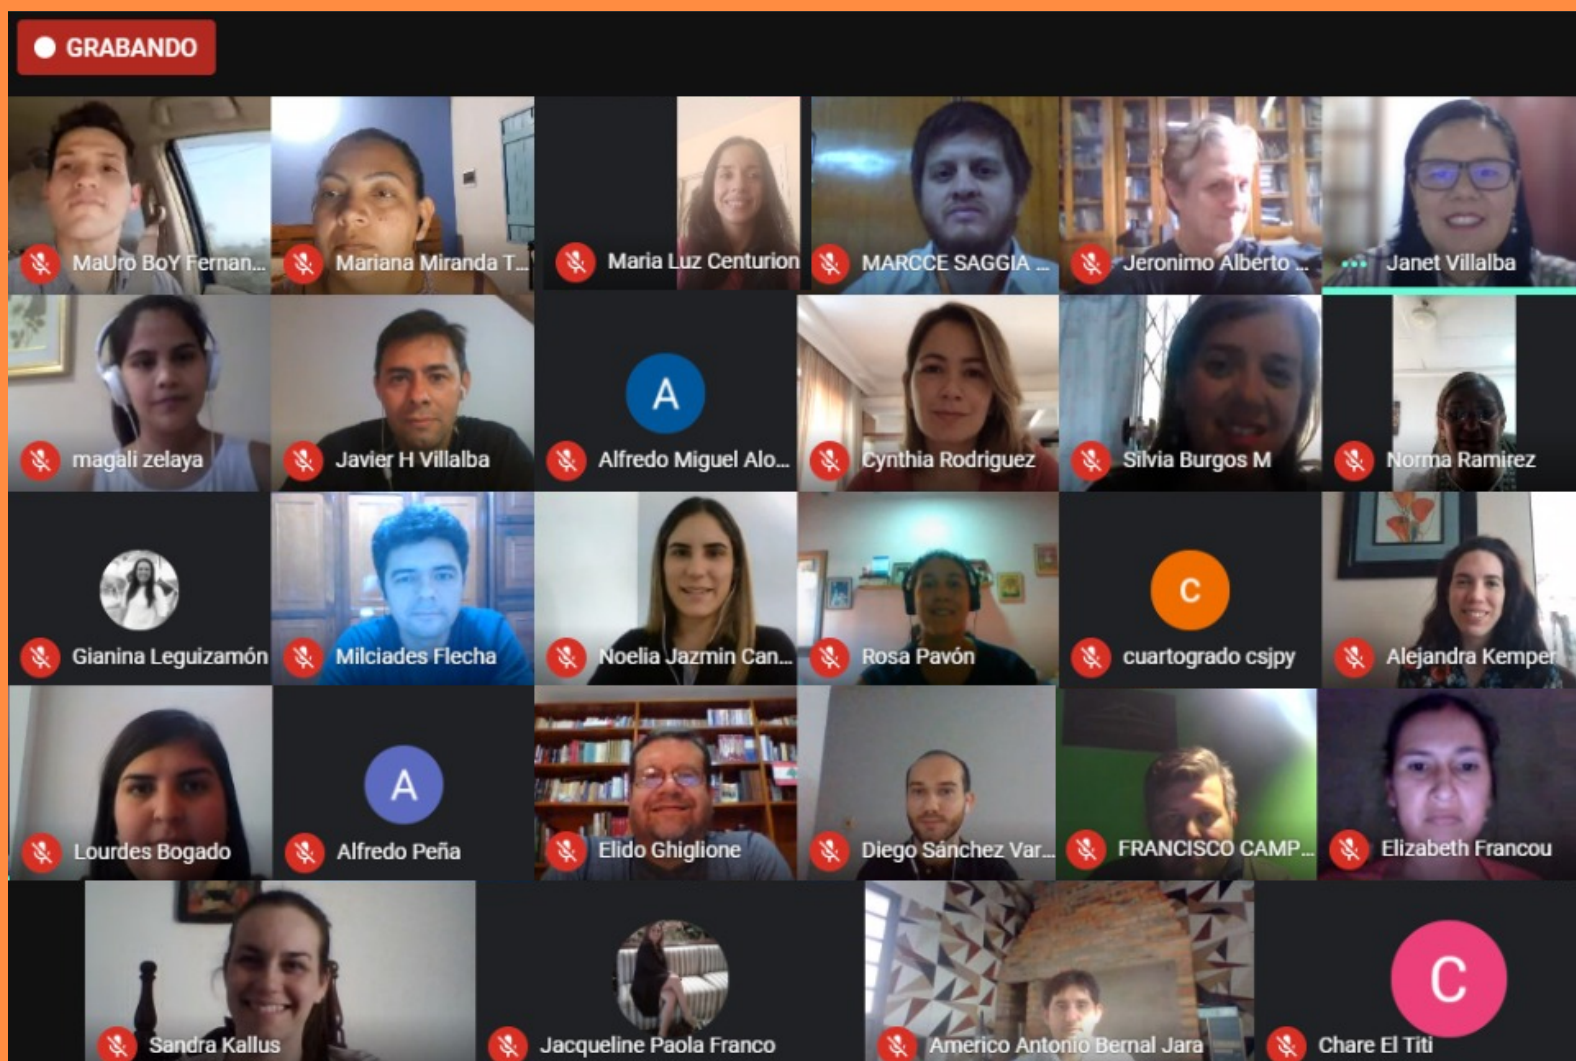 GRABANDO
MaUro BoY Fernan...
Mariana Miranda T...
Maria Luz Centurion
MARCCE SAGGIA ...
Jeronimo Alberto ...
Janet Villalba
magali zelaya
Javier H Villalba
A
Alfredo Miguel Alo...
Cynthia Rodriguez
Silvia Burgos M
Norma Ramirez
Gianina Leguizamón
Milciades Flecha
Noelia Jazmin Can...
Rosa Pavón
C
cuartogrado csjpy
Alejandra Kemper
Lourdes Bogado
A
Alfredo Peña
Elido Ghiglione
Diego Sánchez Var...
FRANCISCO CAMP...
Elizabeth Francou
Sandra Kallus
Jacqueline Paola Franco
Americo Antonio Bernal Jara
C
Chare El Titi